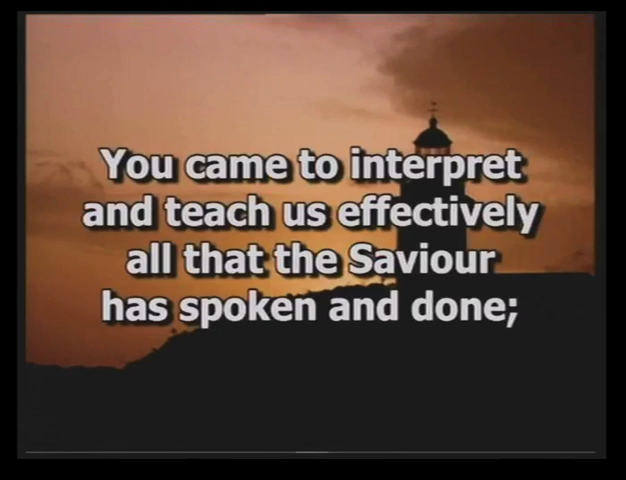 You came to interpret
and teach us effectively
all that the Saviour
has spoken and done;